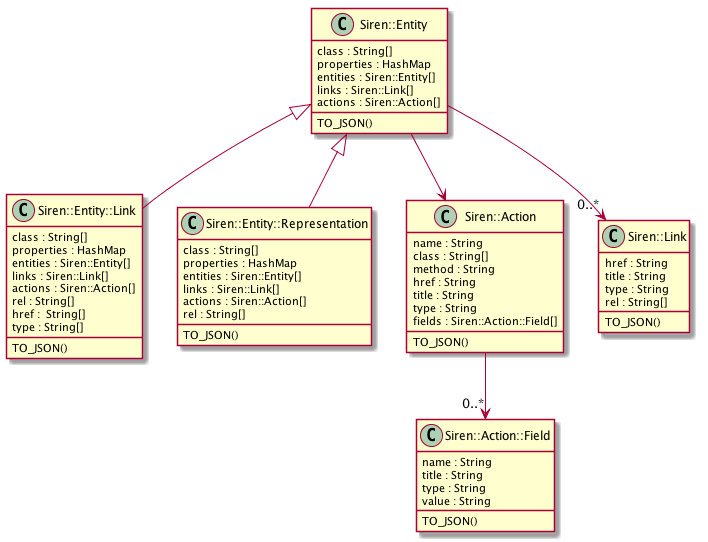 C Siren::Entity
class : String[]
properties : HashMap
entities : Siren::Entity[]
links : Siren::Link[]
actions : Siren::Action[]
TO_JSON()
0..*
C Siren::Entity::Link
class : String[]
properties : HashMap
entities : Siren::Entity[]
links : Siren::Link[]
actions : Siren::Action[]
rel : String[]
href :  String[]
type : String[]
TO_JSON()
C Siren::Entity::Representation
class : String[]
properties : HashMap
entities : Siren::Entity[]
links : Siren::Link[]
actions : Siren::Action[]
rel : String[]
TO_JSON()
C Siren::Action
name : String
class : String[]
method : String
href : String
title : String
type : String
fields : Siren::Action::Field[]
TO_JSON()
C Siren::Link
href : String
title : String
type : String
rel : String[]
TO_JSON()
0..*
C Siren::Action::Field
name : String
title : String
type : String
value : String
TO_JSON()